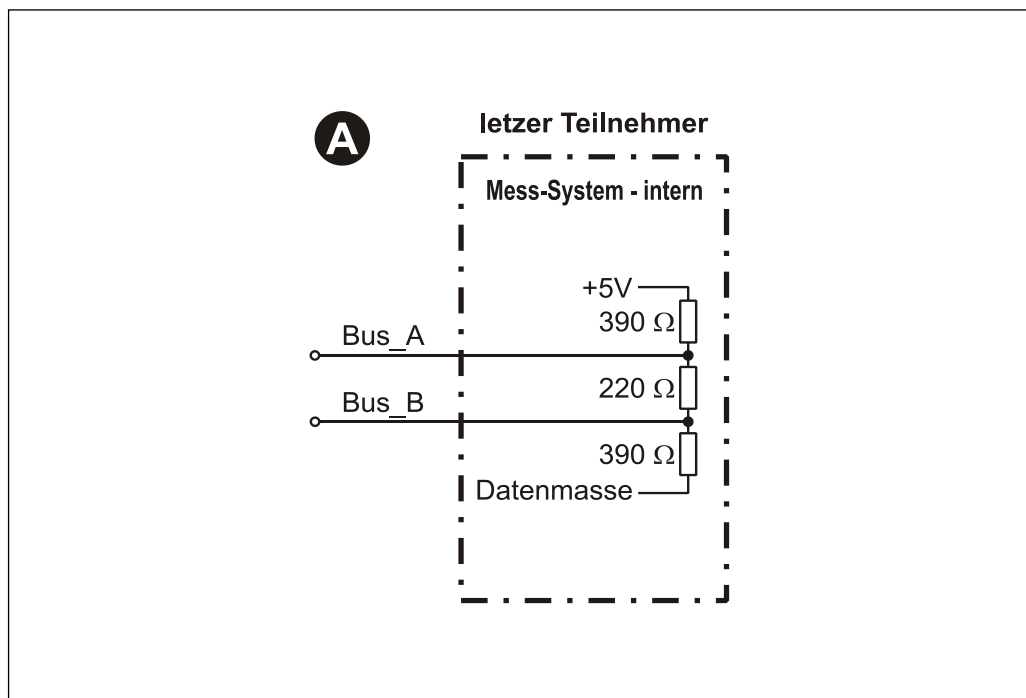 A
letzer Teilnehmer
Mess-System - intern
+5V
390 Ω
Bus_A
220 Ω
Bus_B
390 Ω
Datenmasse